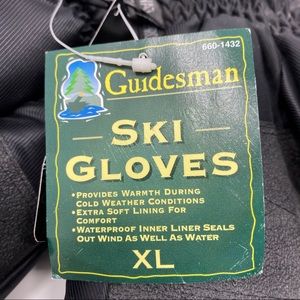 660-1432
Guidesman
SKI
GLOVES
•PROVIDES WARMTH DURING
COLD WEATHER CONDITIONS
•EXTRA SOFT LINING FOR
COMFORT
•WATERPROOF INNER LINER SEALS
OUT WIND AS WELL AS WATER
XL